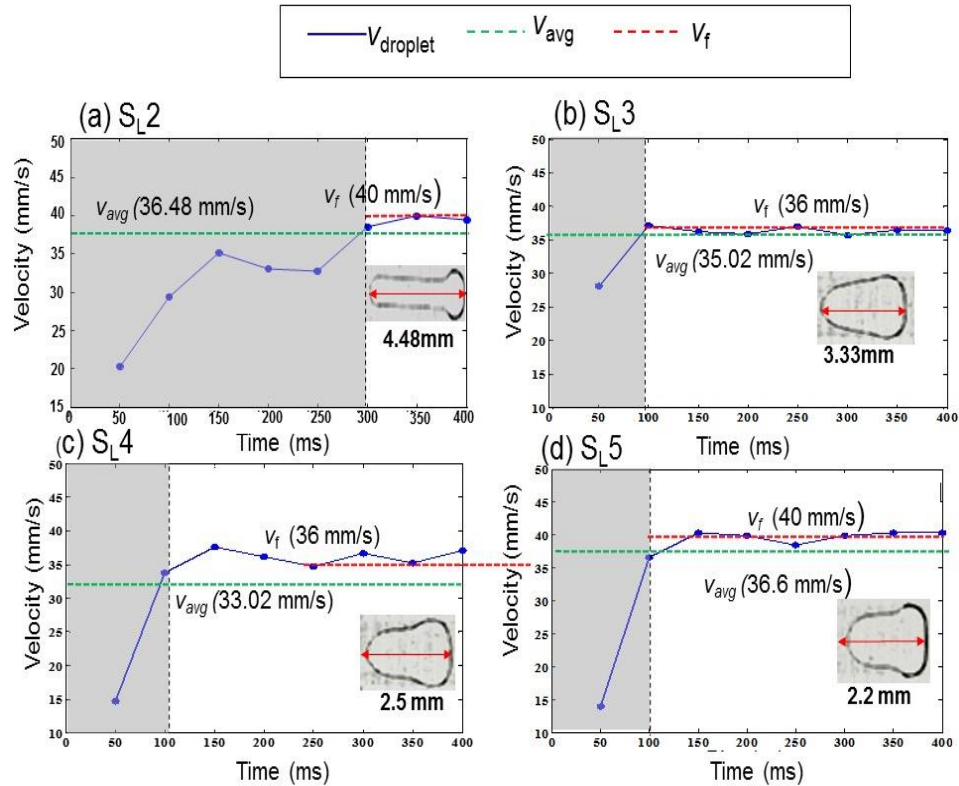 V_droplet V_avg V_f
(a) S_L2
Velocity (mm/s)
50
45
40
35
30
25
20
15
v_avg (36.48 mm/s)
v_f (40 mm/s)
4.48mm
0 50 100 150 200 250 300 350 400
Time (ms)
(b) S_L3
Velocity (mm/s)
50
45
40
35
30
25
20
15
10
v_f (36 mm/s)
v_avg (35.02 mm/s)
3.33mm
0 50 100 150 200 250 300 350 400
Time (ms)
(c) S_L4
Velocity (mm/s)
50
45
40
35
30
25
20
15
10
v_f (36 mm/s)
v_avg (33.02 mm/s)
2.5 mm
0 50 100 150 200 250 300 350 400
Time (ms)
(d) S_L5
Velocity (mm/s)
50
45
40
35
30
25
20
15
10
v_f (40 mm/s)
v_avg (36.6 mm/s)
2.2 mm
0 50 100 150 200 250 300 350 400
Time (ms)